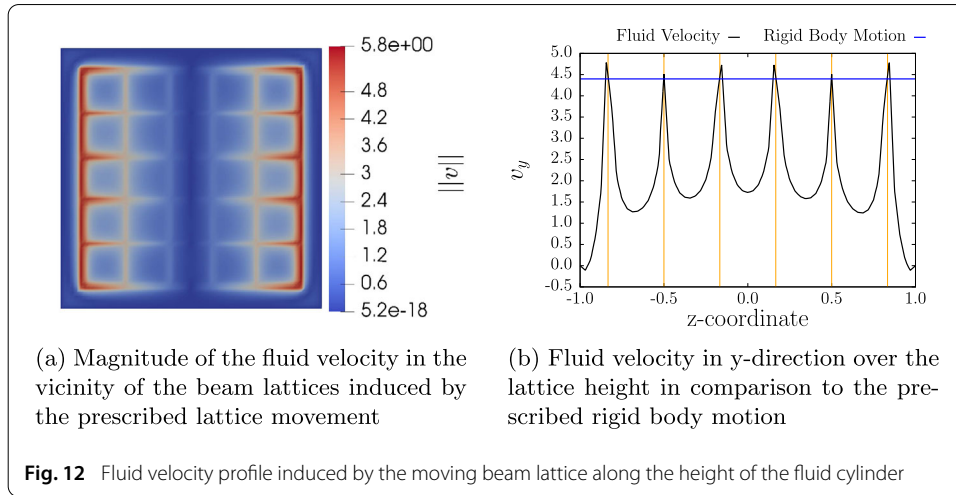 5.8e+00
4.8
4.2
3.6
3
2.4
1.8
1.2
0.6
5.2e-18
||v||
Fluid Velocity
Rigid Body Motion
5.0
4.5
4.0
3.5
3.0
2.5
2.0
1.5
1.0
0.5
0.0
-0.5
v_y
-1.0 -0.5 0.0 0.5 1.0
z-coordinate
(a) Magnitude of the fluid velocity in the
vicinity of the beam lattices induced by
the prescribed lattice movement
(b) Fluid velocity in y-direction over the
lattice height in comparison to the pre-
scribed rigid body motion
Fig. 12 Fluid velocity profile induced by the moving beam lattice along the height of the fluid cylinder